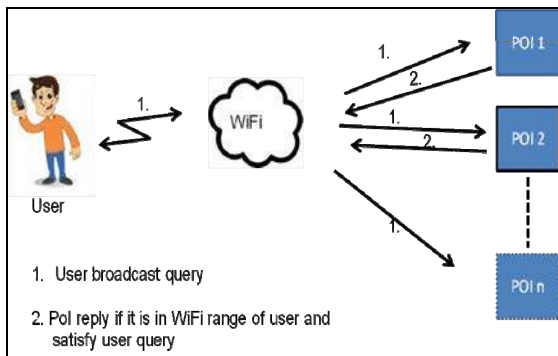 1.
POI 1
2.
1.
WiFi
1.
POI 2
2.
User
1.
POI n
1. User broadcast query
2. PoI reply if it is in WiFi range of user and
satisfy user query